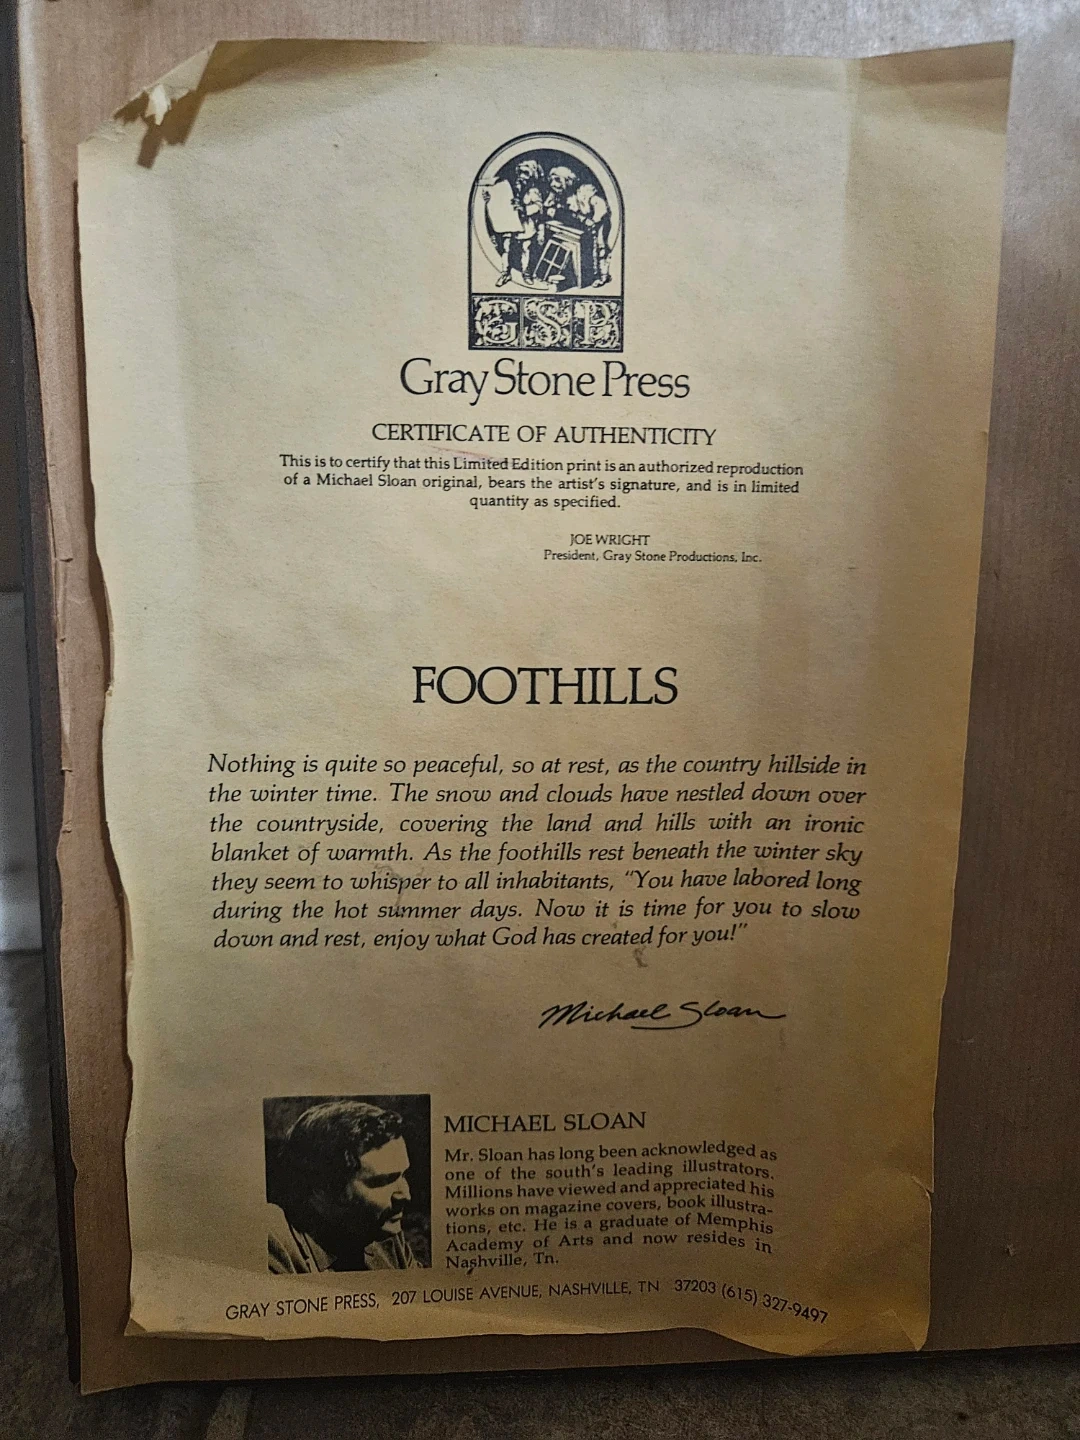 GSP
Gray Stone Press
CERTIFICATE OF AUTHENTICITY
This is to certify that this Limited Edition print is an authorized reproduction
of a Michael Sloan original, bears the artist's signature, and is in limited
quantity as specified.
JOE WRIGHT
President, Gray Stone Productions, Inc.
FOOTHILLS
Nothing is quite so peaceful, so at rest, as the country hillside in
the winter time. The snow and clouds have nestled down over
the countryside, covering the land and hills with an ironic
blanket of warmth. As the foothills rest beneath the winter sky
they seem to whisper to all inhabitants, "You have labored long
during the hot summer days. Now it is time for you to slow
down and rest, enjoy what God has created for you!"
Michael Sloan
MICHAEL SLOAN
Mr. Sloan has long been acknowledged as
one of the south's leading illustrators.
Millions have viewed and appreciated his
works on magazine covers, book illustra-
tions, etc. He is a graduate of Memphis
Academy of Arts and now resides in
Nashville, Tn.
GRAY STONE PRESS, 207 LOUISE AVENUE, NASHVILLE, TN 37203 (615) 327-9497